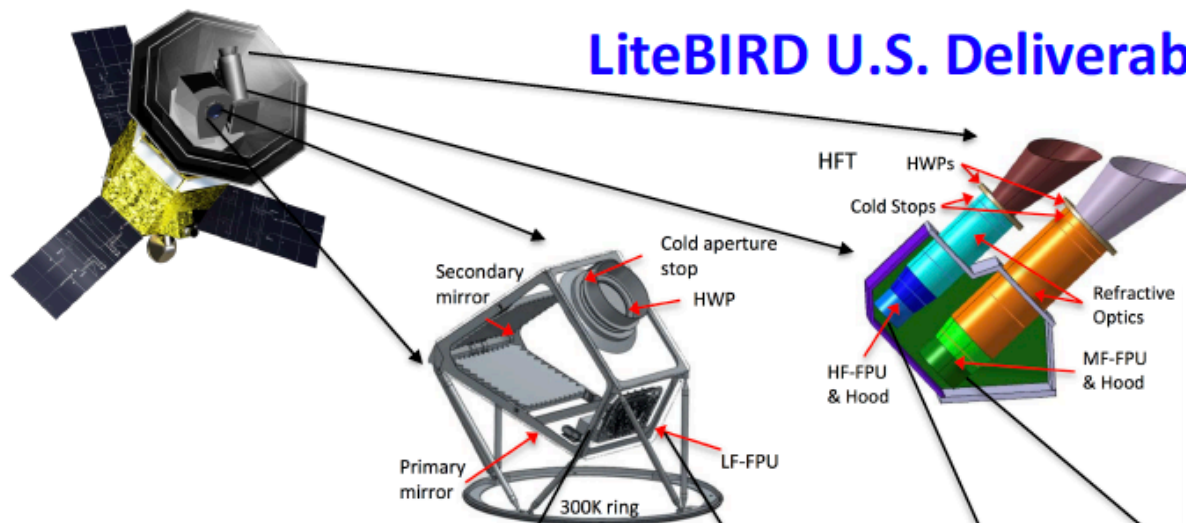 LiteBIRD U.S. Deliverab
HFT
HWPs
Cold Stops
Cold aperture
stop
Secondary
mirror
HWP
Refractive
Optics
HF-FPU
& Hood
MF-FPU
& Hood
Primary
mirror
LF-FPU
300K ring